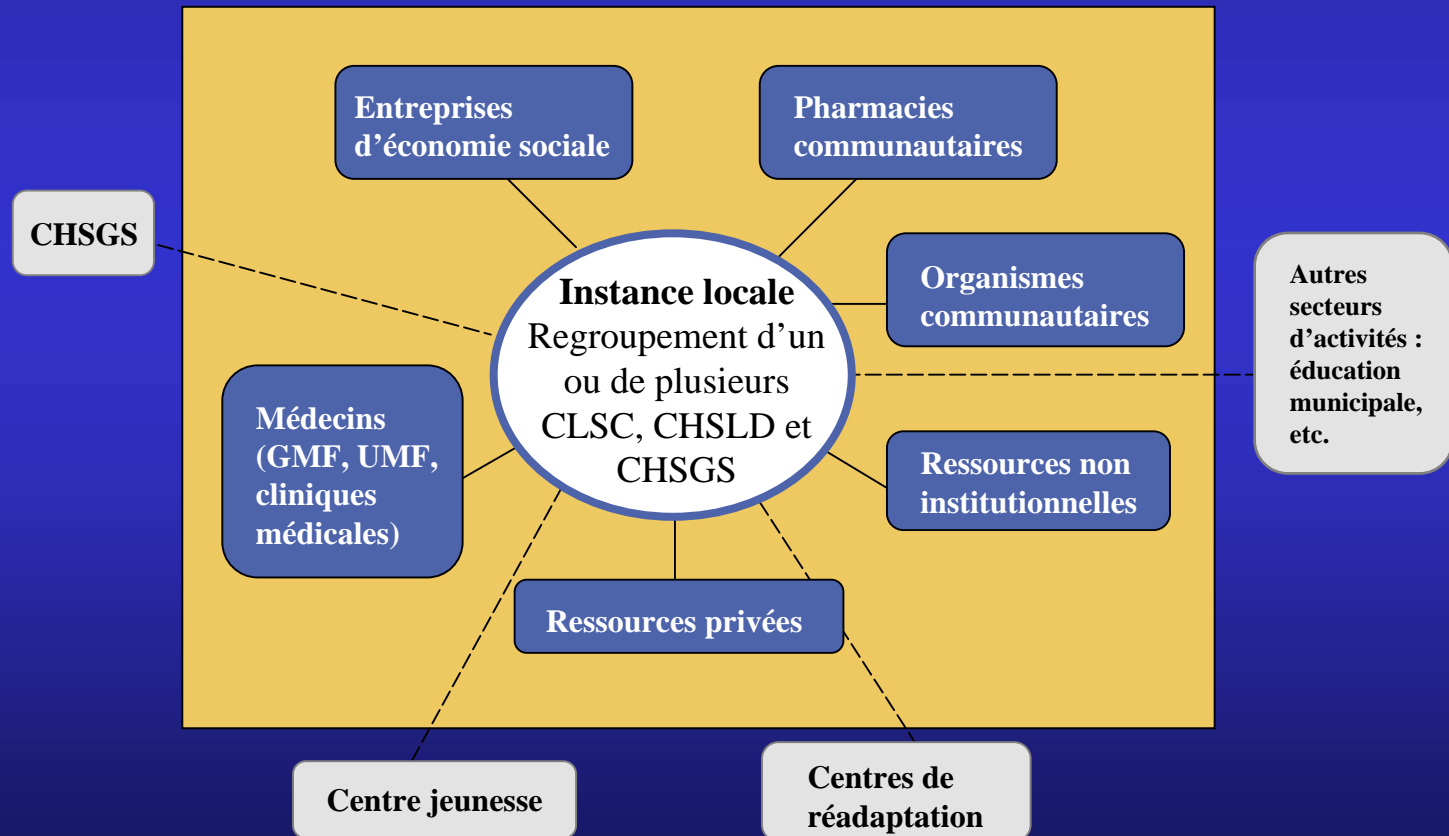 Entreprises
d’économie sociale
Pharmacies
communautaires
CHSGS
Instance locale
Regroupement d’un
ou de plusieurs
CLSC, CHSLD et
CHSGS
Organismes
communautaires
Autres
secteurs
d’activités :
éducation
municipale,
etc.
Médecins
(GMF, UMF,
cliniques
médicales)
Ressources non
institutionnelles
Ressources privées
Centre jeunesse
Centres de
réadaptation